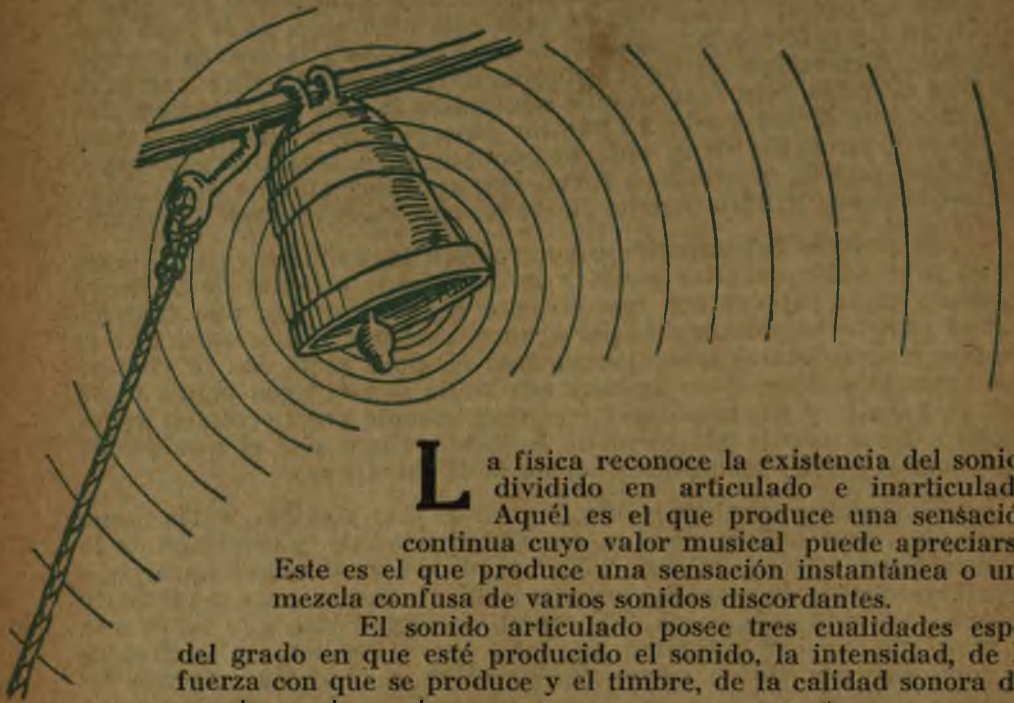 La física reconoce la existencia del sonid
dividido en articulado e inarticulad
Aquél es el que produce una sensació
continua cuyo valor musical puede apreciars
Este es el que produce una sensación instantánea o un
mezcla confusa de varios sonidos discordantes.
El sonido articulado posee tres cualidades esp
del grado en que esté producido el sonido, la intensidad, de
fuerza con que se produce y el timbre, de la calidad sonora d